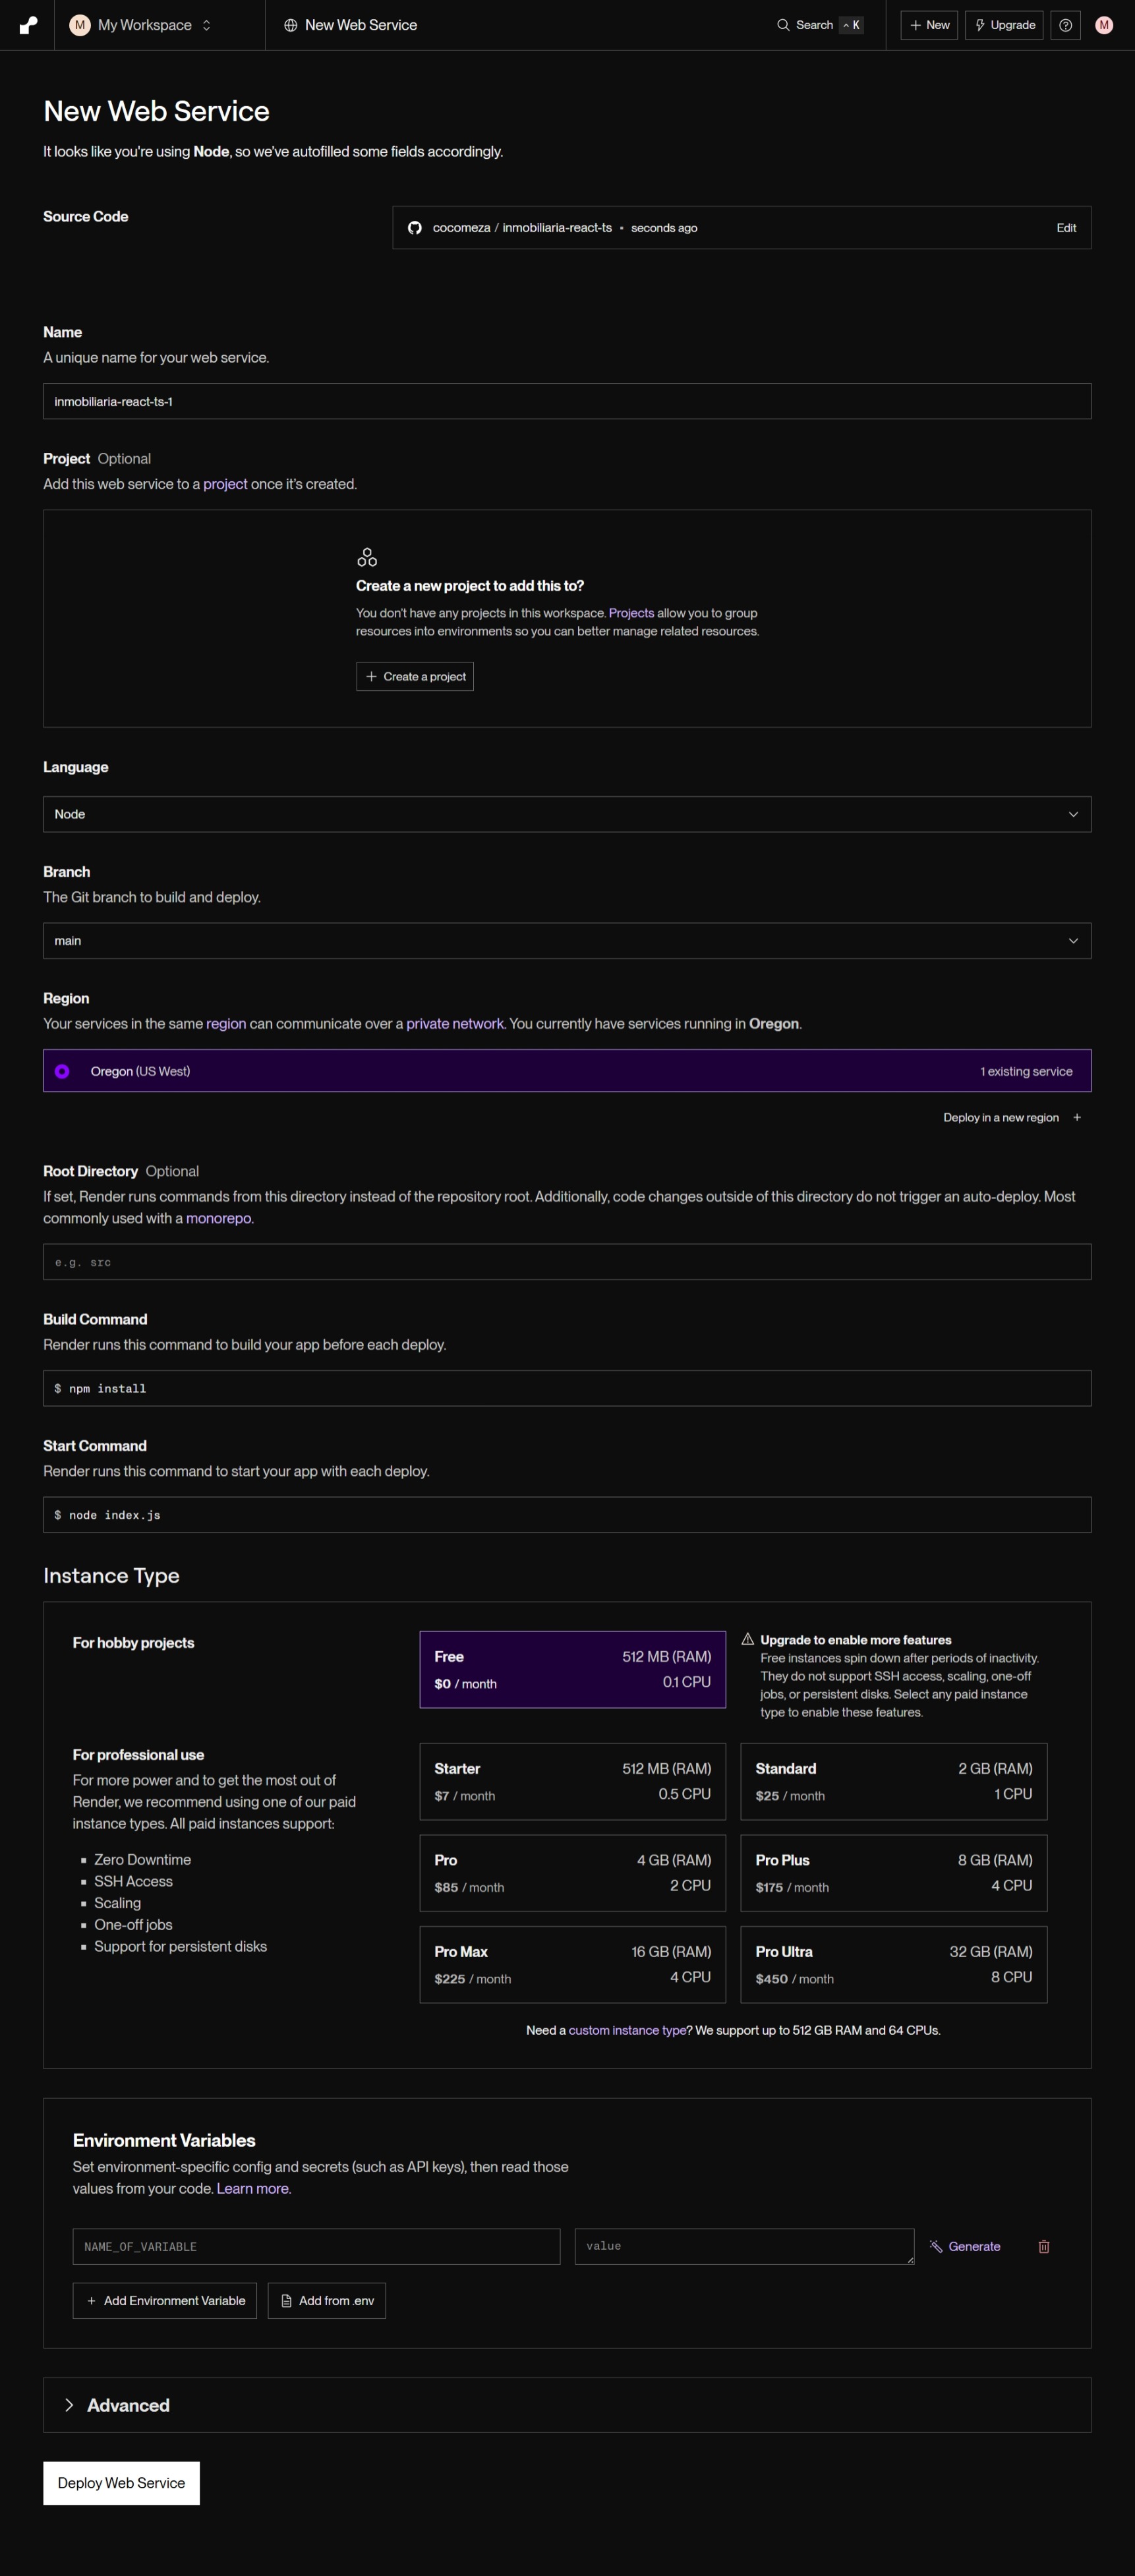 M My Workspace
New Web Service
Search ^ K
+ New
Upgrade
M
New Web Service
It looks like you're using Node, so we've autofilled some fields accordingly.
Source Code
cocomeza / inmobiliaria-react-ts • seconds ago
Edit
Name
A unique name for your web service.
inmobiliaria-react-ts-1
Project Optional
Add this web service to a project once it's created.
Create a new project to add this to?
You don't have any projects in this workspace. Projects allow you to group
resources into environments so you can better manage related resources.
+ Create a project
Language
Node
Branch
The Git branch to build and deploy.
main
Region
Your services in the same region can communicate over a private network. You currently have services running in Oregon.
Oregon (US West)
1 existing service
Deploy in a new region +
Root Directory Optional
If set, Render runs commands from this directory instead of the repository root. Additionally, code changes outside of this directory do not trigger an auto-deploy. Most
commonly used with a monorepo.
e.g. src
Build Command
Render runs this command to build your app before each deploy.
$ npm install
Start Command
Render runs this command to start your app with each deploy.
$ node index.js
Instance Type
For hobby projects
Free 512 MB (RAM)
$0 / month 0.1 CPU
Upgrade to enable more features
Free instances spin down after periods of inactivity.
They do not support SSH access, scaling, one-off
jobs, or persistent disks. Select any paid instance
type to enable these features.
For professional use
For more power and to get the most out of
Render, we recommend using one of our paid
instance types. All paid instances support:
▪ Zero Downtime
▪ SSH Access
▪ Scaling
▪ One-off jobs
▪ Support for persistent disks
Starter 512 MB (RAM)
$7 / month 0.5 CPU
Standard 2 GB (RAM)
$25 / month 1 CPU
Pro 4 GB (RAM)
$85 / month 2 CPU
Pro Plus 8 GB (RAM)
$175 / month 4 CPU
Pro Max 16 GB (RAM)
$225 / month 4 CPU
Pro Ultra 32 GB (RAM)
$450 / month 8 CPU
Need a custom instance type? We support up to 512 GB RAM and 64 CPUs.
Environment Variables
Set environment-specific config and secrets (such as API keys), then read those
values from your code. Learn more.
NAME_OF_VARIABLE
value
Generate
+ Add Environment Variable
Add from .env
Advanced
Deploy Web Service